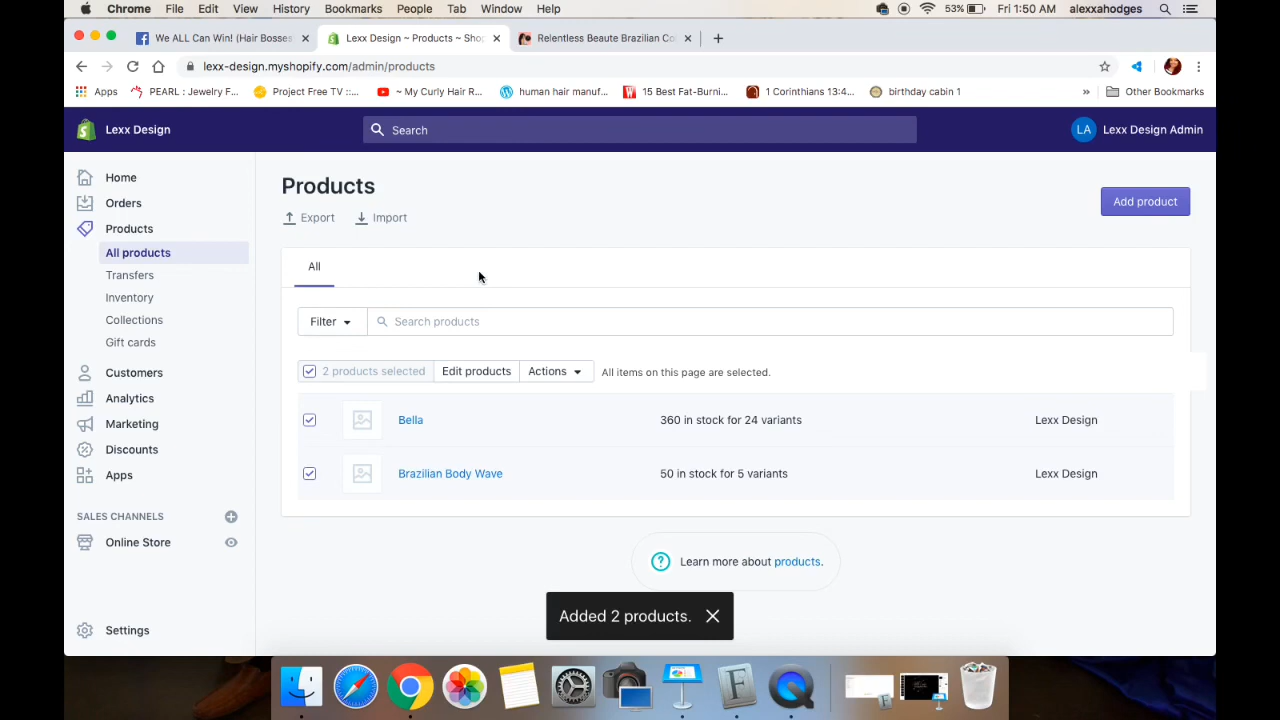 Chrome File Edit View History Bookmarks People Tab Window Help 53% Fri 1:50 AM alexxahodges
We ALL Can Win! (Hair Bosses Lexx Design ~ Products ~ Sho Relentless Beaute Brazilian Co
lexx-design.myshopify.com/admin/products
Apps PEARL : Jewelry F... Project Free TV ::... ~ My Curly Hair R... human hair manuf... 15 Best Fat-Burni... 1 Corinthians 13:4... birthday cabin 1 » Other Bookmarks
Lexx Design Search LA Lexx Design Admin
Home
Orders
Products
All products
Transfers
Inventory
Collections
Gift cards
Customers
Analytics
Marketing
Discounts
Apps
SALES CHANNELS
Online Store
Settings
Products
Export Import
Add product
All
Filter Search products
2 products selected Edit products Actions All items on this page are selected.
Bella 360 in stock for 24 variants Lexx Design
Brazilian Body Wave 50 in stock for 5 variants Lexx Design
Learn more about products.
Added 2 products.